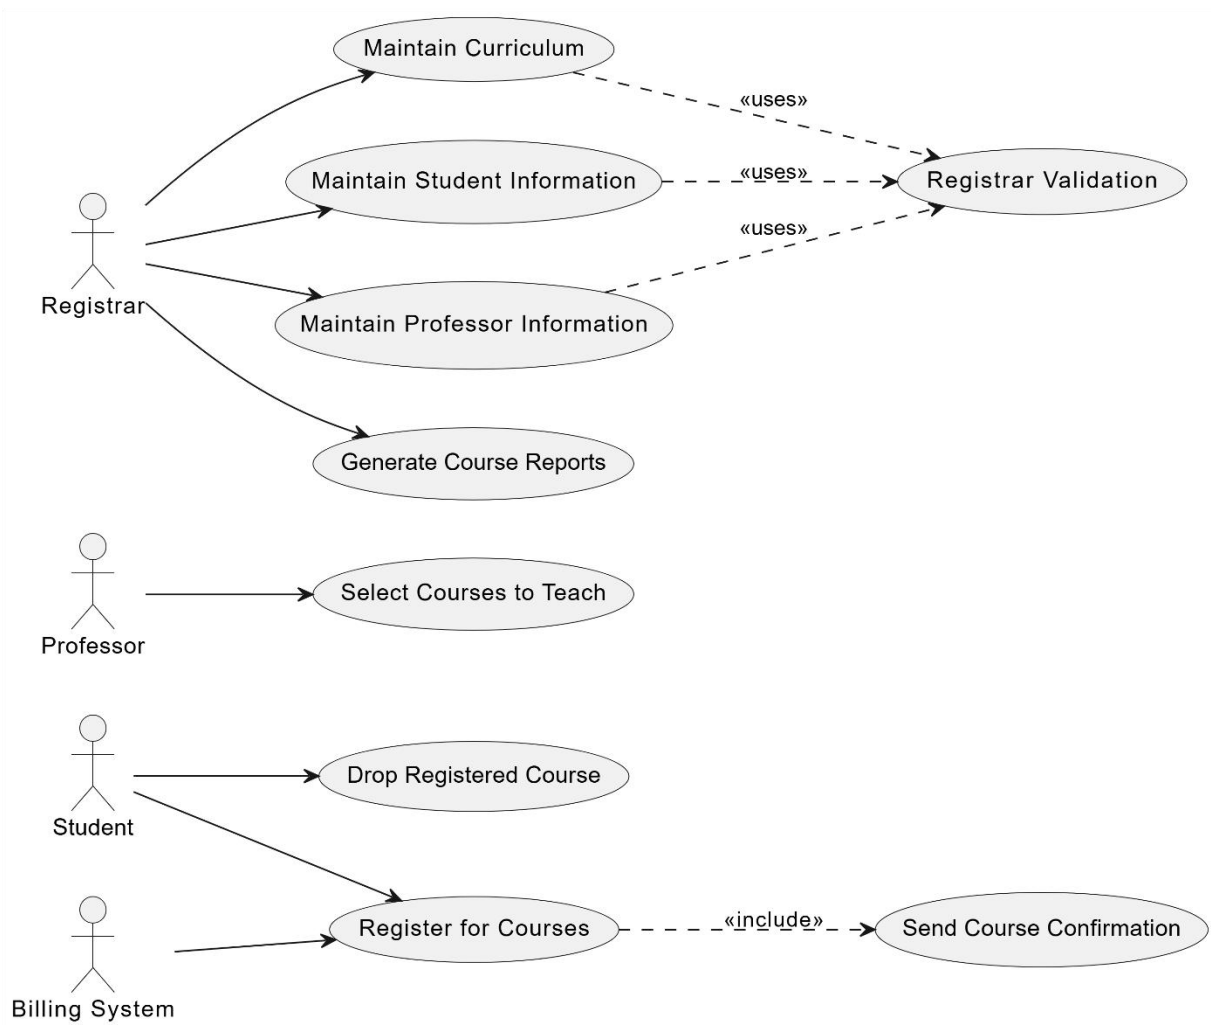 Maintain Curriculum
«uses»
Maintain Student Information
«uses»
Registrar Validation
«uses»
Registrar
Maintain Professor Information
Generate Course Reports
Select Courses to Teach
Professor
Drop Registered Course
Student
Register for Courses
«include»
Send Course Confirmation
Billing System